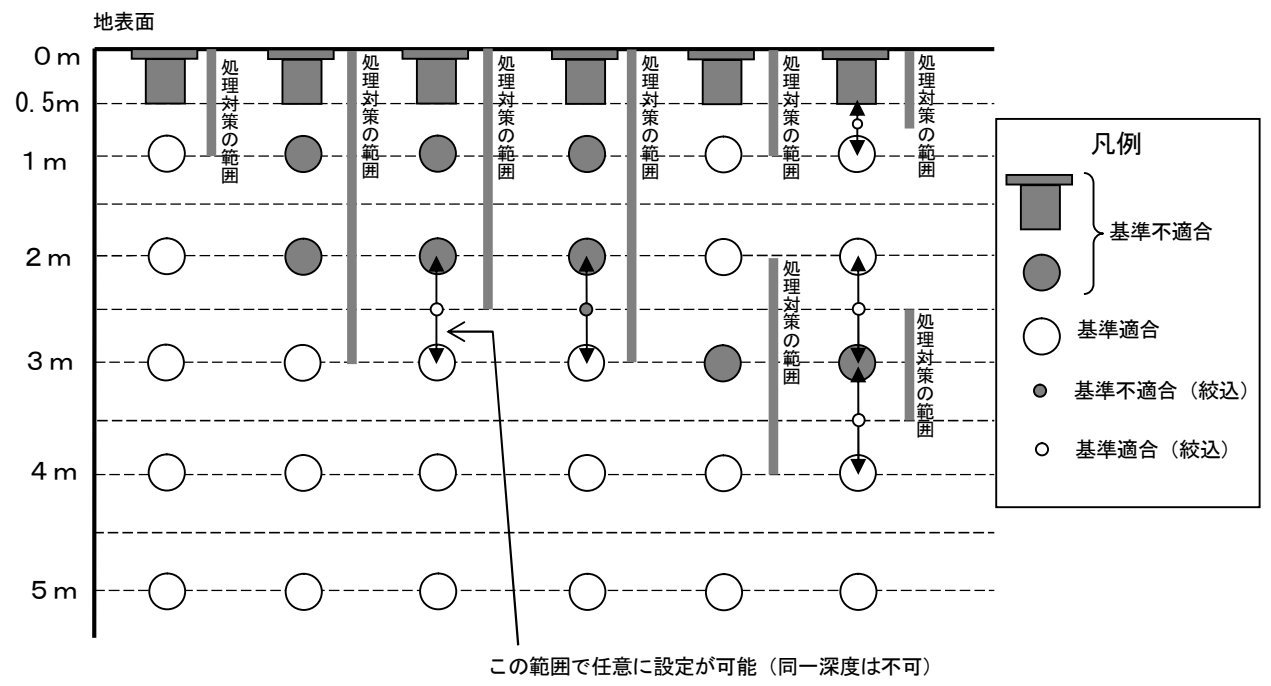 地表面
0m
0.5m
1m
2m
3m
4m
5m
処理対策の範囲
処理対策の範囲
処理対策の範囲
処理対策の範囲
処理対策の範囲
処理対策の範囲
処理対策の範囲
処理対策の範囲
凡例
基準不適合
基準適合
基準不適合（絞込）
基準適合（絞込）
この範囲で任意に設定が可能（同一深度は不可）